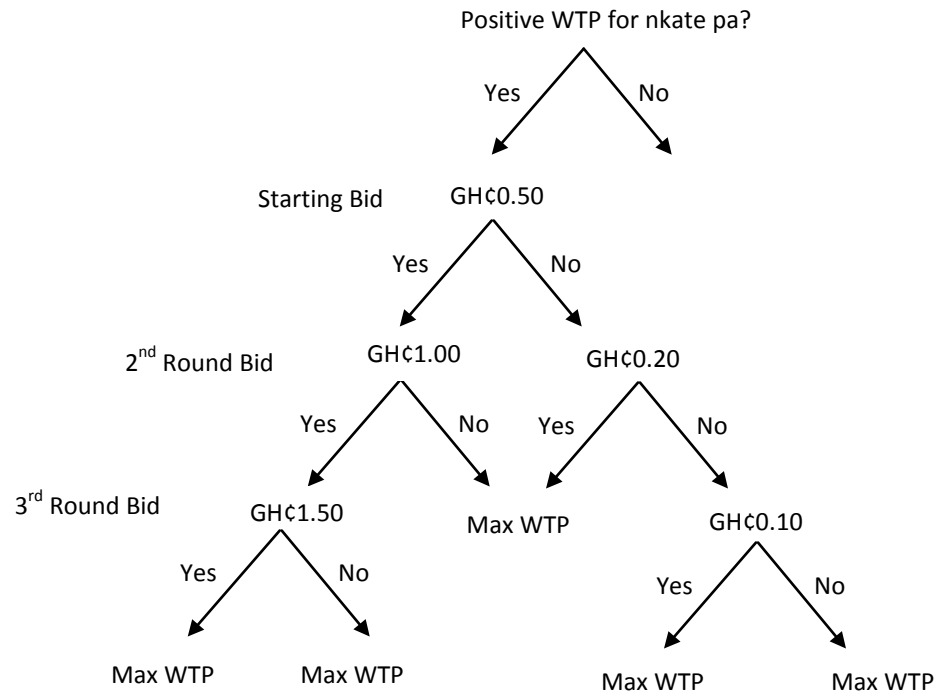 Positive WTP for nkate pa?
Yes No
Starting Bid GH¢0.50
Yes No
2nd Round Bid GH¢1.00 GH¢0.20
Yes No Yes No
3rd Round Bid GH¢1.50 Max WTP GH¢0.10
Yes No Yes No
Max WTP Max WTP Max WTP Max WTP